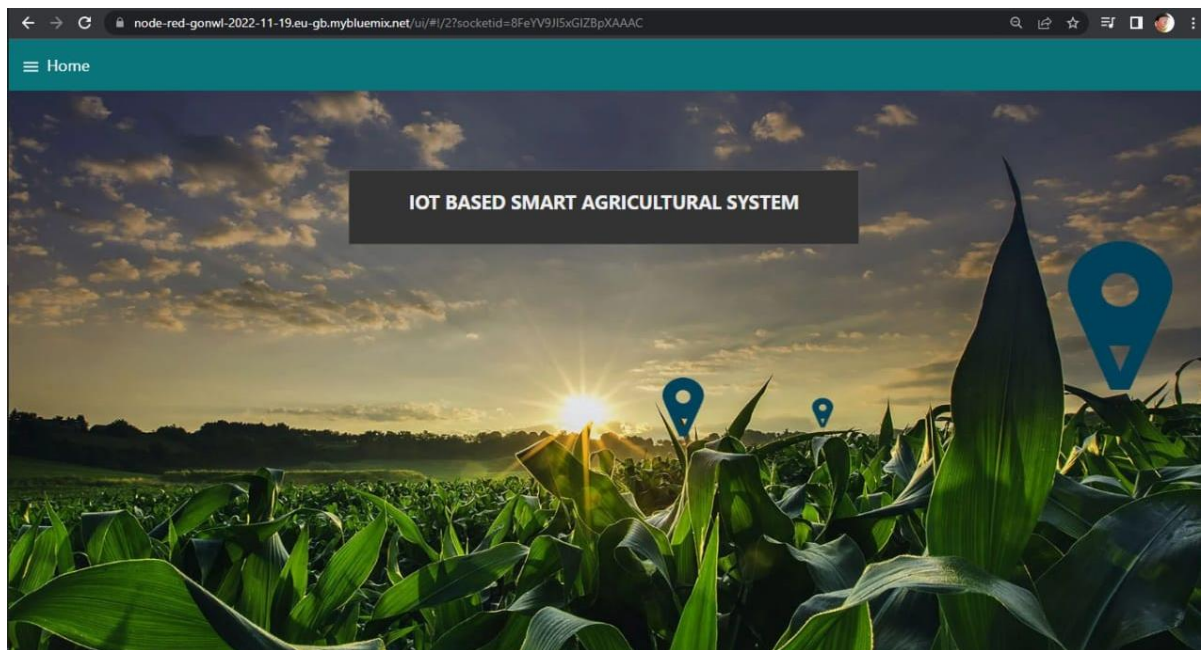 node-red-gonwl-2022-11-19.eu-gb.mybluemix.net/ui/#!/2?socketid=8FeYV9JI5xGIZBpXAAAC
Home
IOT BASED SMART AGRICULTURAL SYSTEM